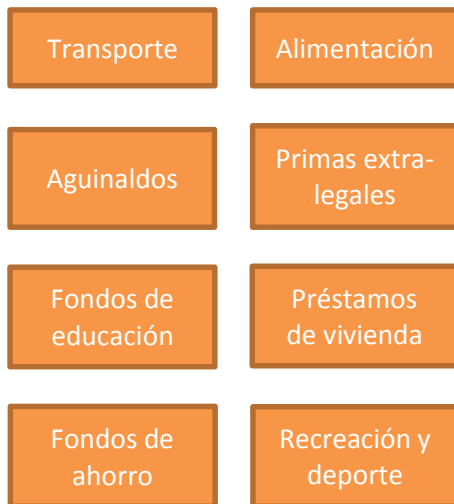 Transporte
Alimentación
Aguinaldos
Primas extra-
legales
Fondos de
educación
Préstamos
de vivienda
Fondos de
ahorro
Recreación y
deporte